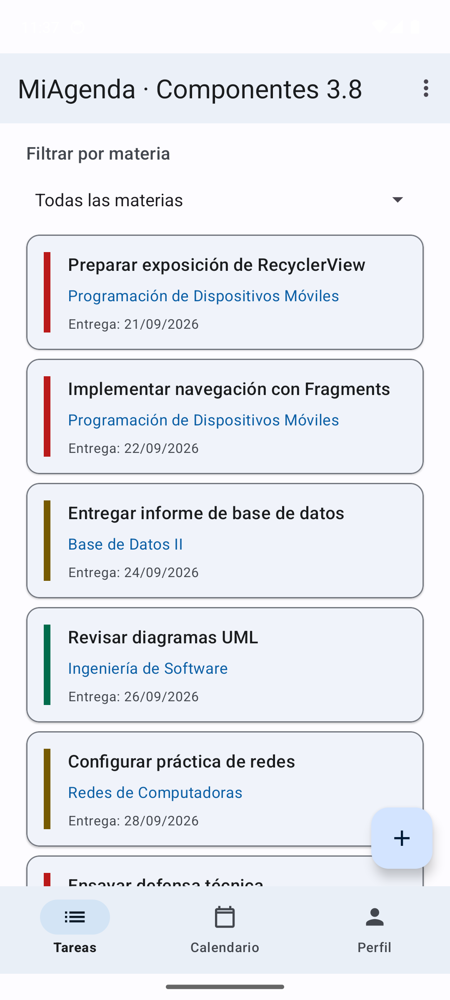 MiAgenda · Componentes 3.8
Filtrar por materia
Todas las materias
Preparar exposición de RecyclerView
Programación de Dispositivos Móviles
Entrega: 21/09/2026
Implementar navegación con Fragments
Programación de Dispositivos Móviles
Entrega: 22/09/2026
Entregar informe de base de datos
Base de Datos II
Entrega: 24/09/2026
Revisar diagramas UML
Ingeniería de Software
Entrega: 26/09/2026
Configurar práctica de redes
Redes de Computadoras
Entrega: 28/09/2026
Ensayar defensa técnica
Tareas
Calendario
Perfil